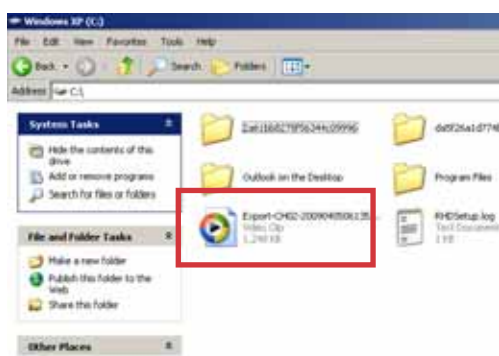 Windows XP (C:)
File Edit View Favorites Tools Help
Back Search Folders
Address C:\
System Tasks
Hide the contents of this drive
Add or remove programs
Search for files or folders
File and Folder Tasks
Make a new folder
Publish this folder to the Web
Share this folder
Other Places
Outlook on the Desktop
Program Files
Video Clip
RHDSetup.log
Text Document
1 KB